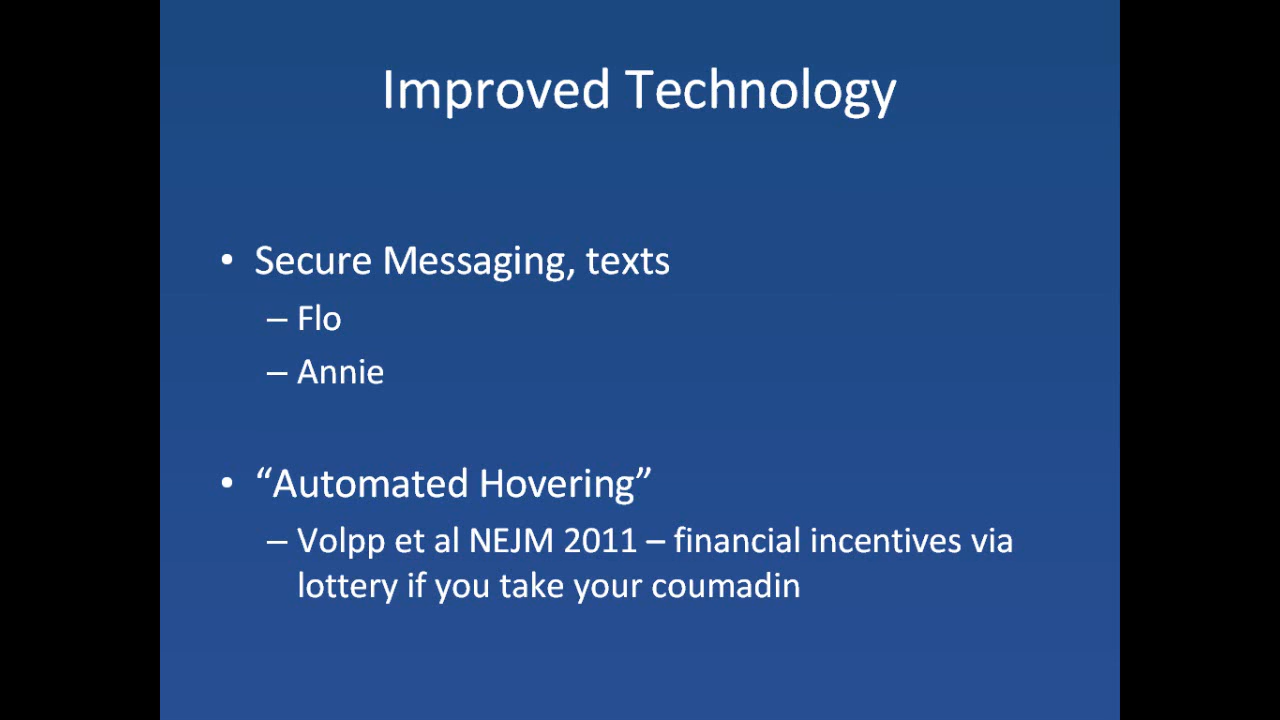 Improved Technology
• Secure Messaging, texts
– Flo
– Annie
• “Automated Hovering”
– Volpp et al NEJM 2011 – financial incentives via
lottery if you take your coumadin